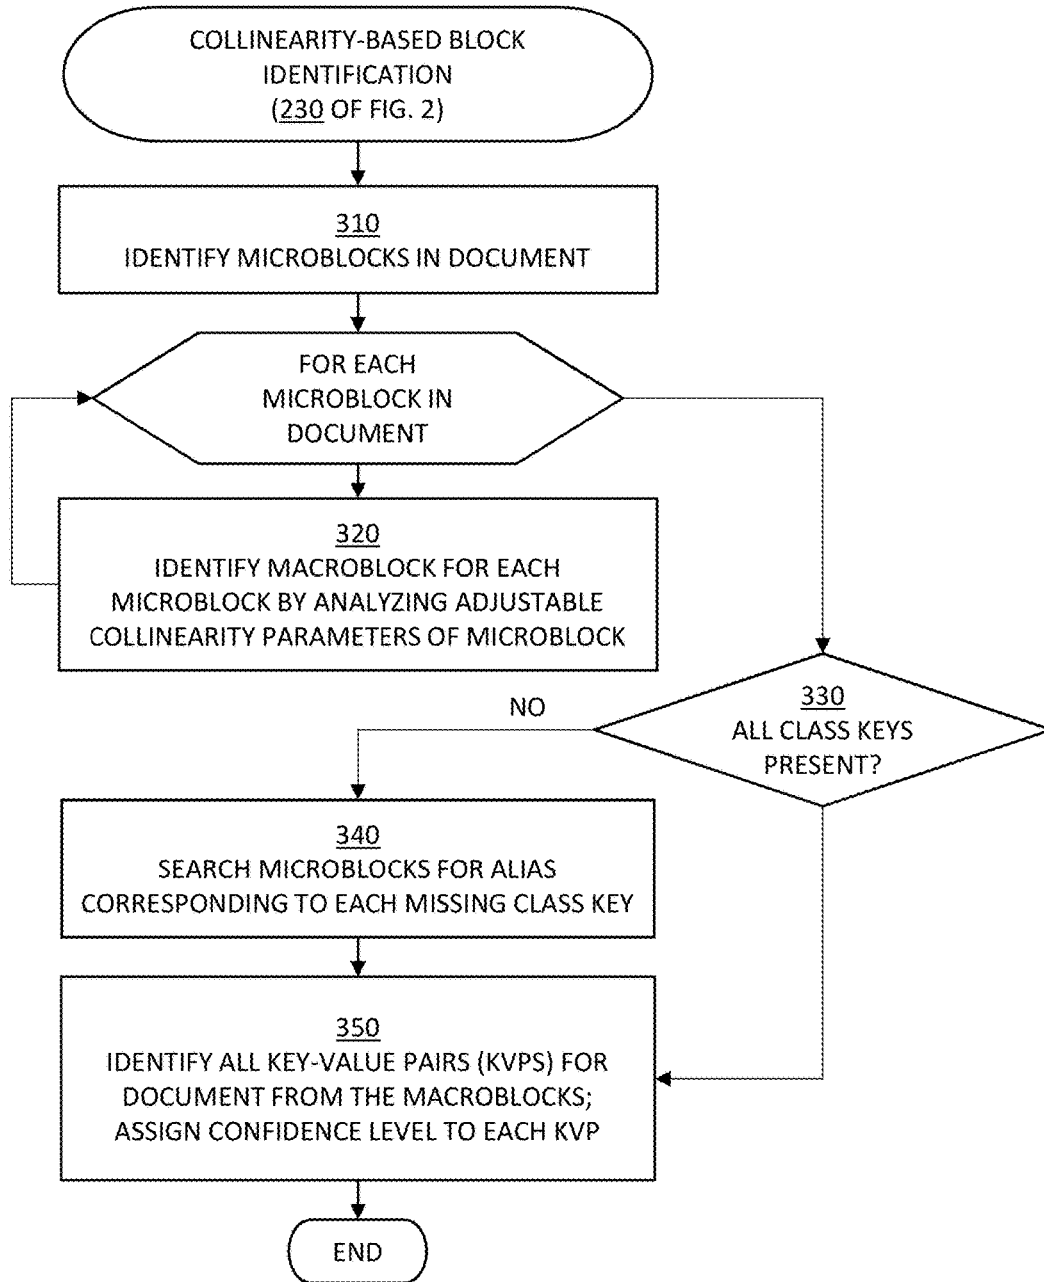 COLLINEARITY-BASED BLOCK
IDENTIFICATION
(230 OF FIG. 2)
310
IDENTIFY MICROBLOCKS IN DOCUMENT
FOR EACH
MICROBLOCK IN
DOCUMENT
320
IDENTIFY MACROBLOCK FOR EACH
MICROBLOCK BY ANALYZING ADJUSTABLE
COLLINEARITY PARAMETERS OF MICROBLOCK
330
ALL CLASS KEYS
PRESENT?
NO
340
SEARCH MICROBLOCKS FOR ALIAS
CORRESPONDING TO EACH MISSING CLASS KEY
350
IDENTIFY ALL KEY-VALUE PAIRS (KVPS) FOR
DOCUMENT FROM THE MACROBLOCKS;
ASSIGN CONFIDENCE LEVEL TO EACH KVP
END